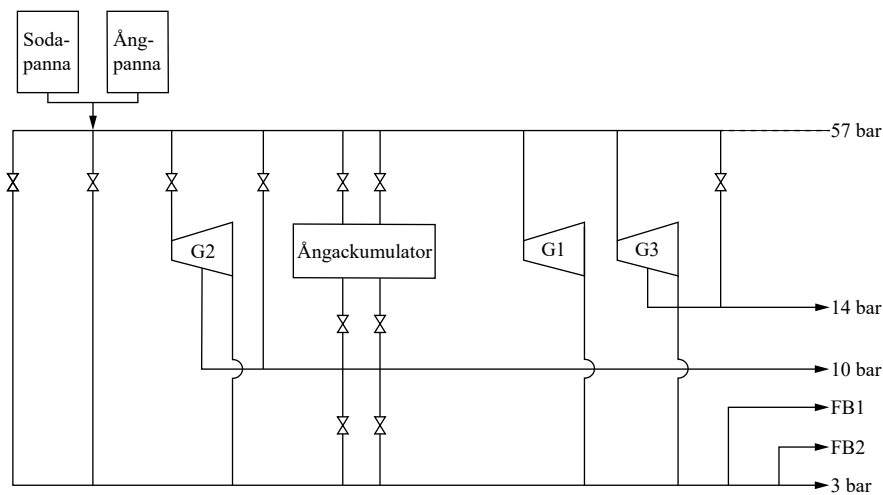 Soda-
panna
Ång-
panna
57 bar
G2
Ångackumulator
G1
G3
14 bar
10 bar
FB1
FB2
3 bar